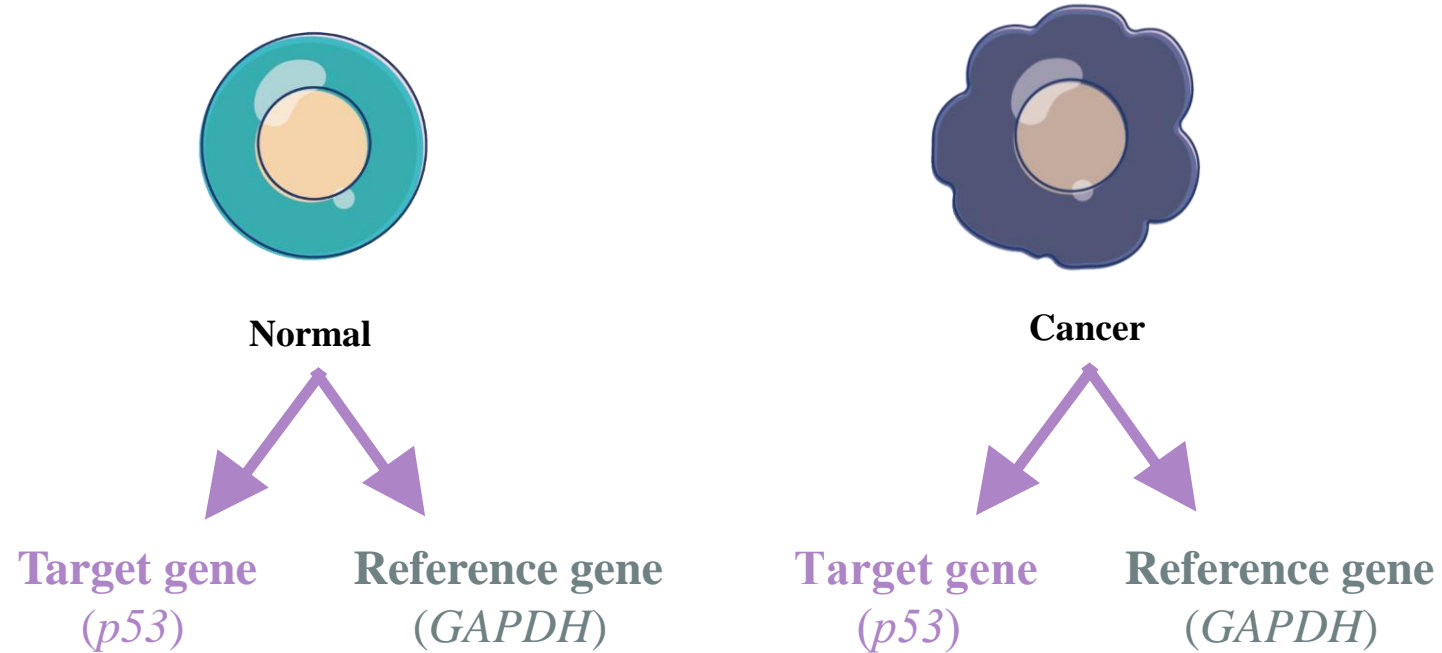 Normal
Cancer
Target gene
(p53)
Reference gene
(GAPDH)
Target gene
(p53)
Reference gene
(GAPDH)